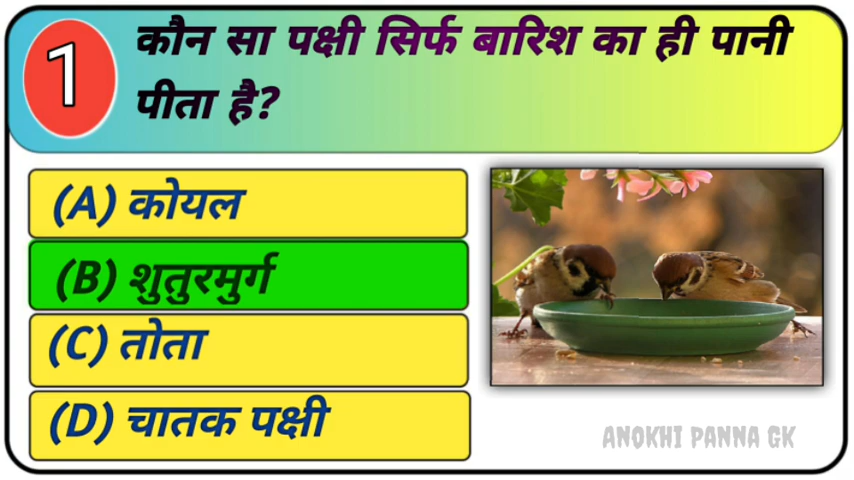 1
कौन सा पक्षी सिर्फ बारिश का ही पानी
पीता है?
(A) कोयल
(B) शुतुरमुर्ग
(C) तोता
(D) चातक पक्षी
ANOKHI PANNA GK